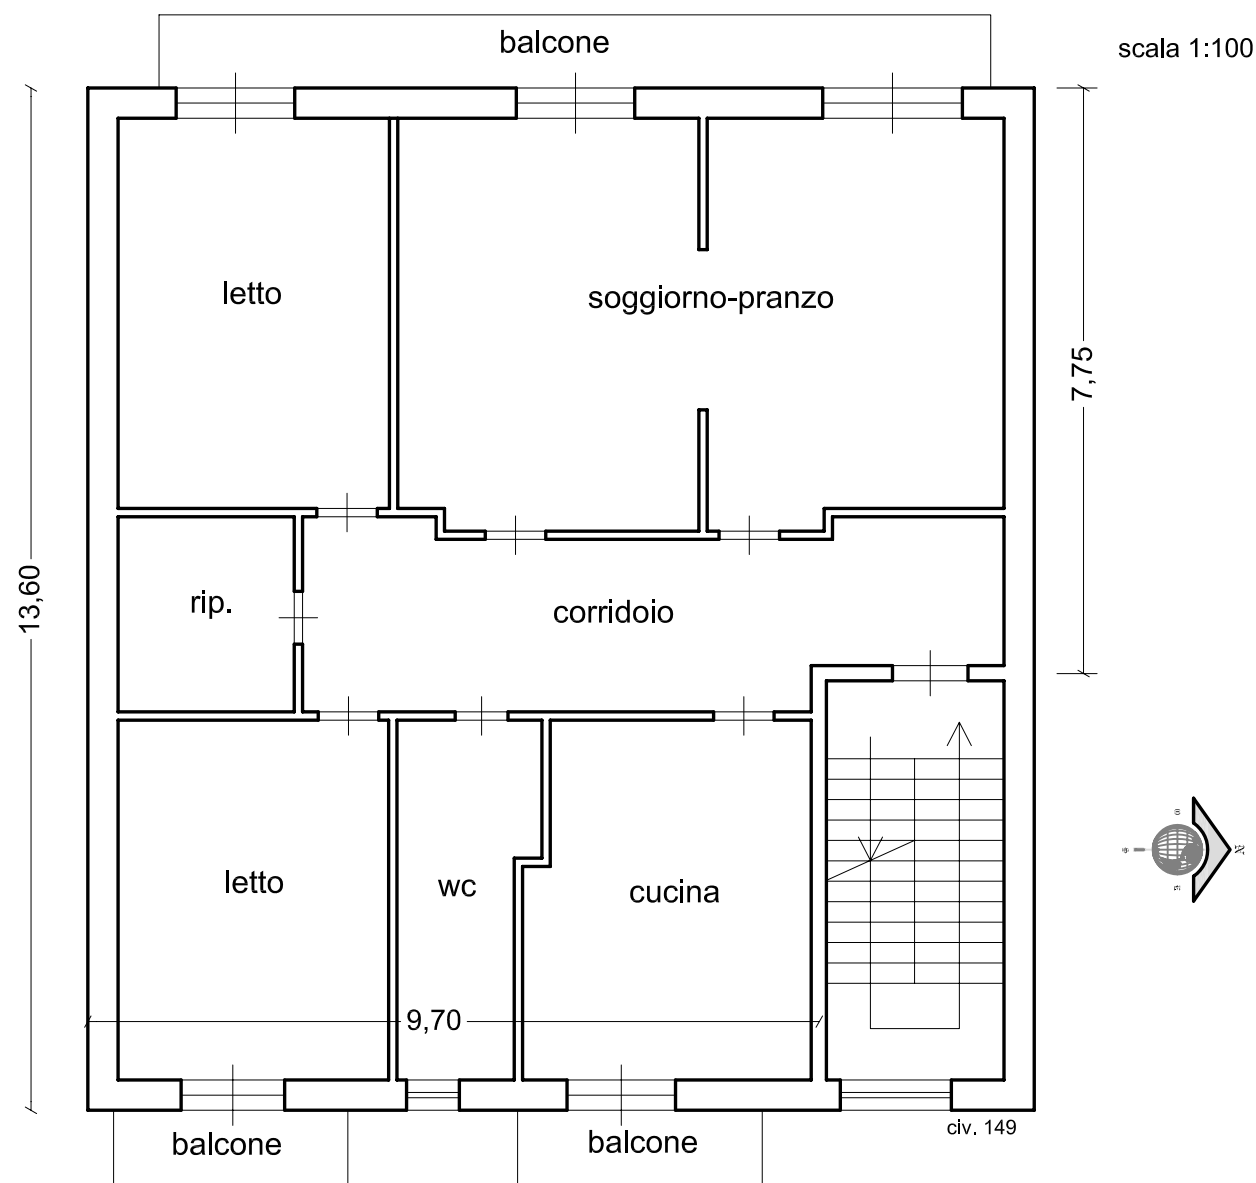 balcone
scala 1:100
letto
soggiorno-pranzo
7,75
13,60
rip.
corridoio
letto
wc
cucina
N
9,70
balcone
balcone
civ. 149